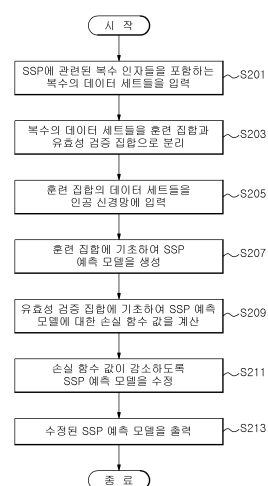 시 작
SSP에 관련된 복수 인자들을 포함하는
복수의 데이터 세트들을 입력
S201
복수의 데이터 세트들을 훈련 집합과
유효성 검증 집합으로 분리
S203
훈련 집합의 데이터 세트들을
인공 신경망에 입력
S205
훈련 집합에 기초하여 SSP
예측 모델을 생성
S207
유효성 검증 집합에 기초하여 SSP 예측
모델에 대한 손실 함수 값을 계산
S209
손실 함수 값이 감소하도록
SSP 예측 모델을 수정
S211
수정된 SSP 예측 모델을 출력
S213
종 료